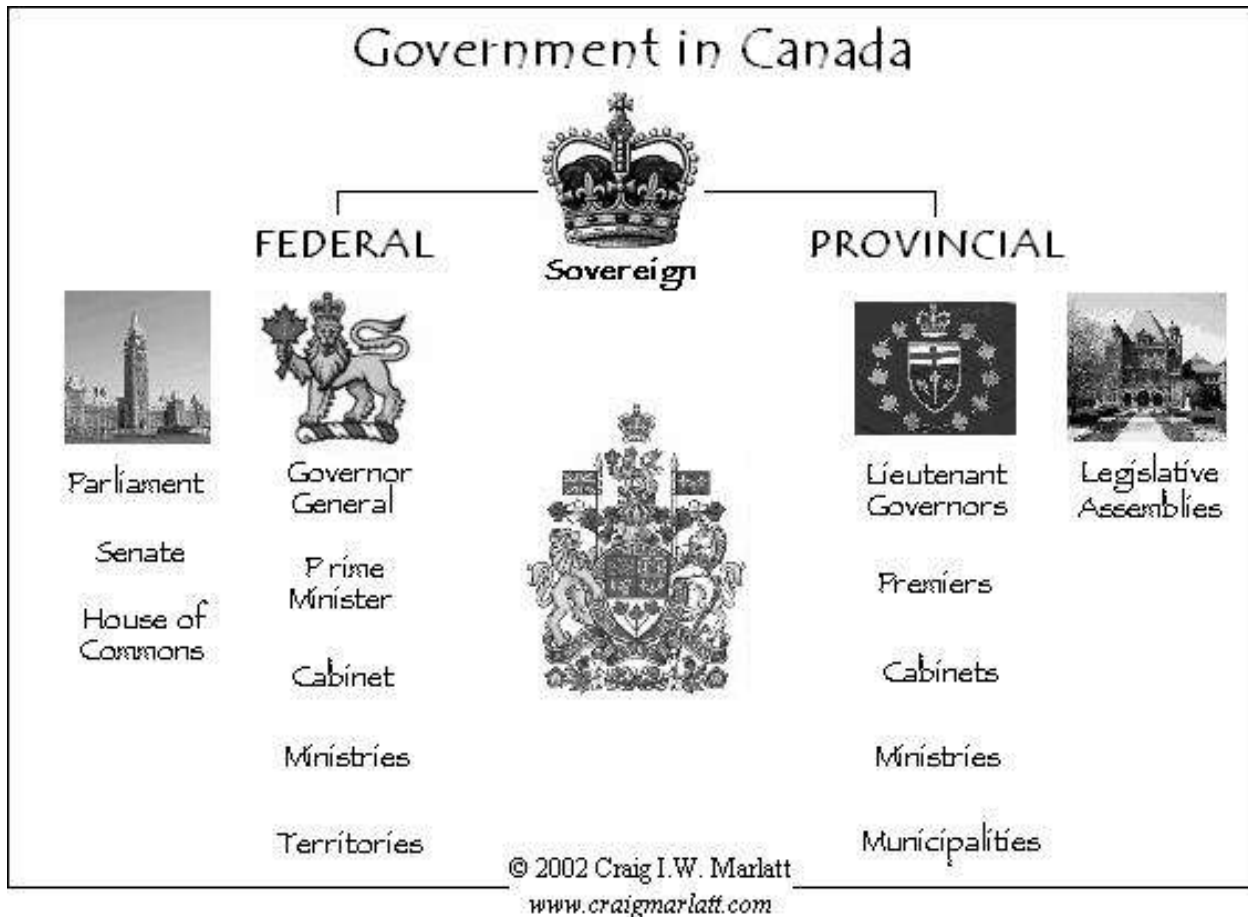 Government in Canada
FEDERAL
Sovereign
PROVINCIAL
Parliament
Senate
House of
Commons
Governor
General
Prime
Minister
Cabinet
Ministries
Territories
Lieutenant
Governors
Premiers
Cabinets
Ministries
Municipalities
Legislative
Assemblies
© 2002 Craig I.W. Marlatt
www.craigmarlatt.com